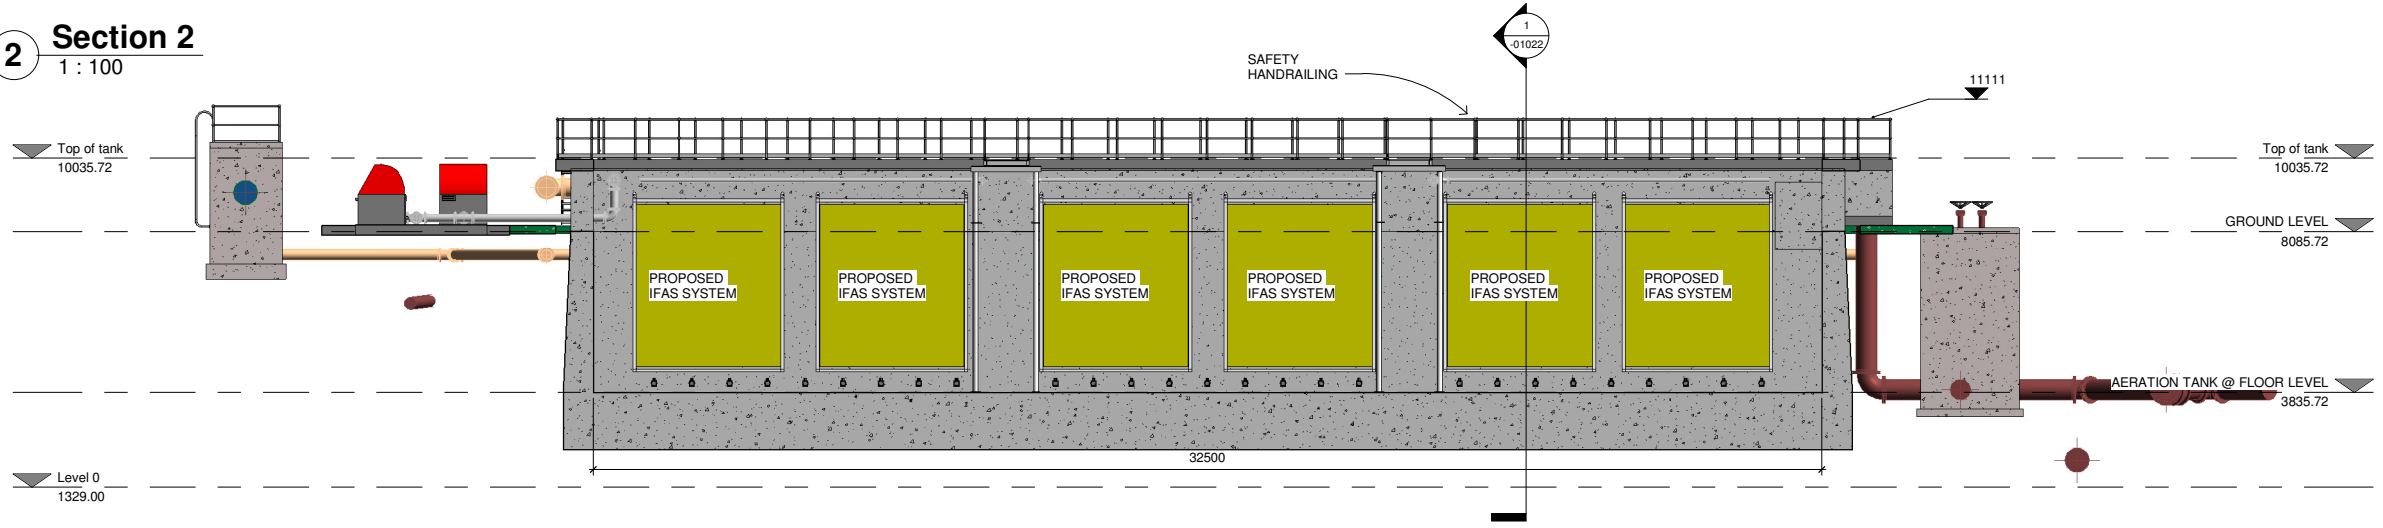 2
Section 2
1 : 100
1
-01022
SAFETY
HANDRAILING
11111
Top of tank
10035.72
Top of tank
10035.72
GROUND LEVEL
8085.72
PROPOSED
IFAS SYSTEM
PROPOSED
IFAS SYSTEM
PROPOSED
IFAS SYSTEM
PROPOSED
IFAS SYSTEM
PROPOSED
IFAS SYSTEM
PROPOSED
IFAS SYSTEM
AERATION TANK @ FLOOR LEVEL
3835.72
32500
Level 0
1329.00